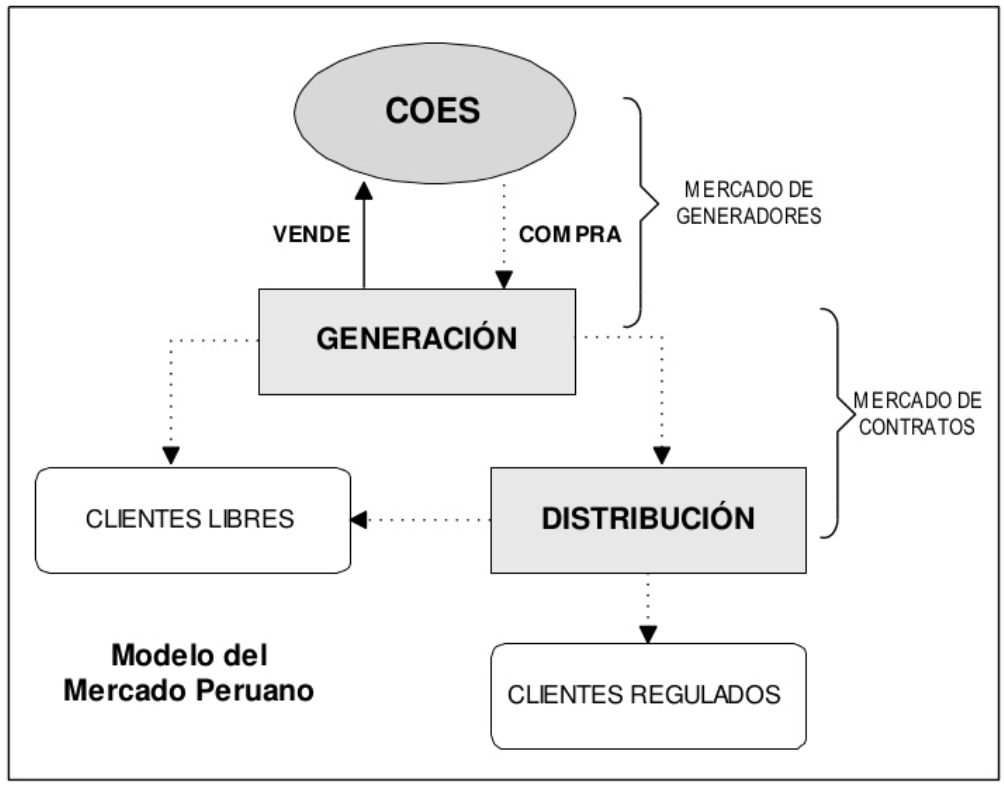 COES
MERCADO DE
GENERADORES
VENDE
COMPRA
GENERACIÓN
MERCADO DE
CONTRATOS
CLIENTES LIBRES
DISTRIBUCIÓN
Modelo del
Mercado Peruano
CLIENTES REGULADOS